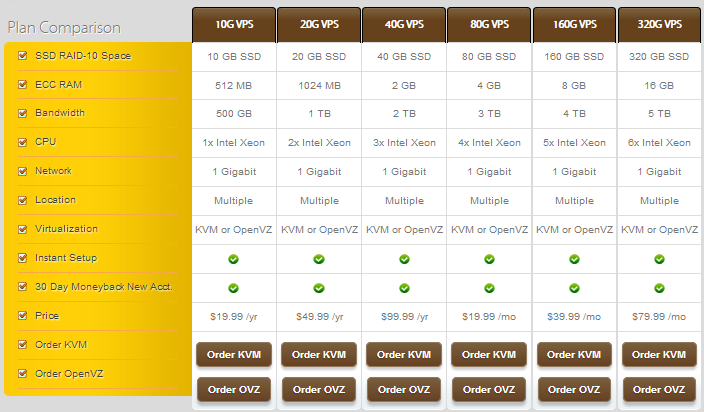 Plan Comparison 10G VPS 20G VPS 40G VPS 80G VPS 160G VPS 320G VPS
SSD RAID-10 Space 10 GB SSD 20 GB SSD 40 GB SSD 80 GB SSD 160 GB SSD 320 GB SSD
ECC RAM 512 MB 1024 MB 2 GB 4 GB 8 GB 16 GB
Bandwidth 500 GB 1 TB 2 TB 3 TB 4 TB 5 TB
CPU 1x Intel Xeon 2x Intel Xeon 3x Intel Xeon 4x Intel Xeon 5x Intel Xeon 6x Intel Xeon
Network 1 Gigabit 1 Gigabit 1 Gigabit 1 Gigabit 1 Gigabit 1 Gigabit
Location Multiple Multiple Multiple Multiple Multiple Multiple
Virtualization KVM or OpenVZ KVM or OpenVZ KVM or OpenVZ KVM or OpenVZ KVM or OpenVZ KVM or OpenVZ
Instant Setup
30 Day Moneyback New Acct.
Price $19.99 /yr $49.99 /yr $99.99 /yr $19.99 /mo $39.99 /mo $79.99 /mo
Order KVM Order KVM Order KVM Order KVM Order KVM Order KVM Order KVM
Order OpenVZ Order OVZ Order OVZ Order OVZ Order OVZ Order OVZ Order OVZ